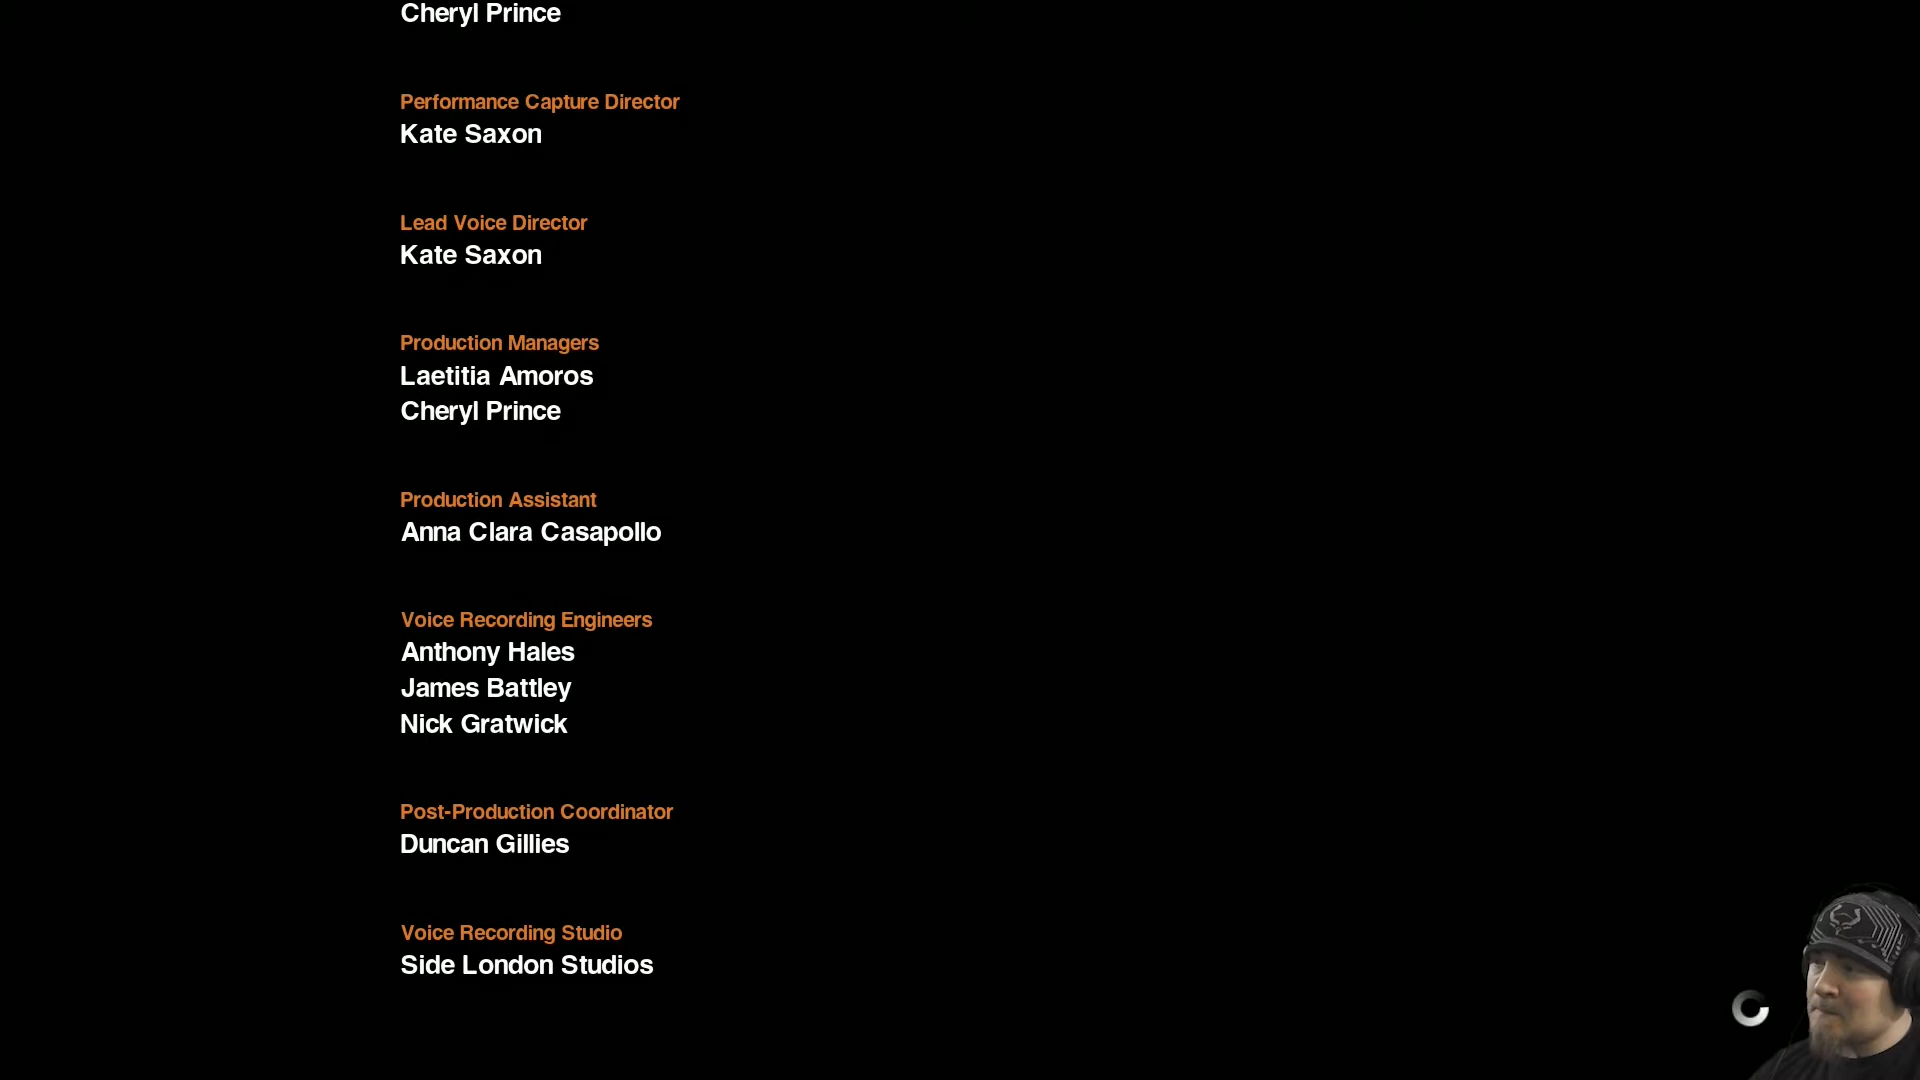 Cheryl Prince
Performance Capture Director
Kate Saxon
Lead Voice Director
Kate Saxon
Production Managers
Laetitia Amoros
Cheryl Prince
Production Assistant
Anna Clara Casapollo
Voice Recording Engineers
Anthony Hales
James Battley
Nick Gratwick
Post-Production Coordinator
Duncan Gillies
Voice Recording Studio
Side London Studios